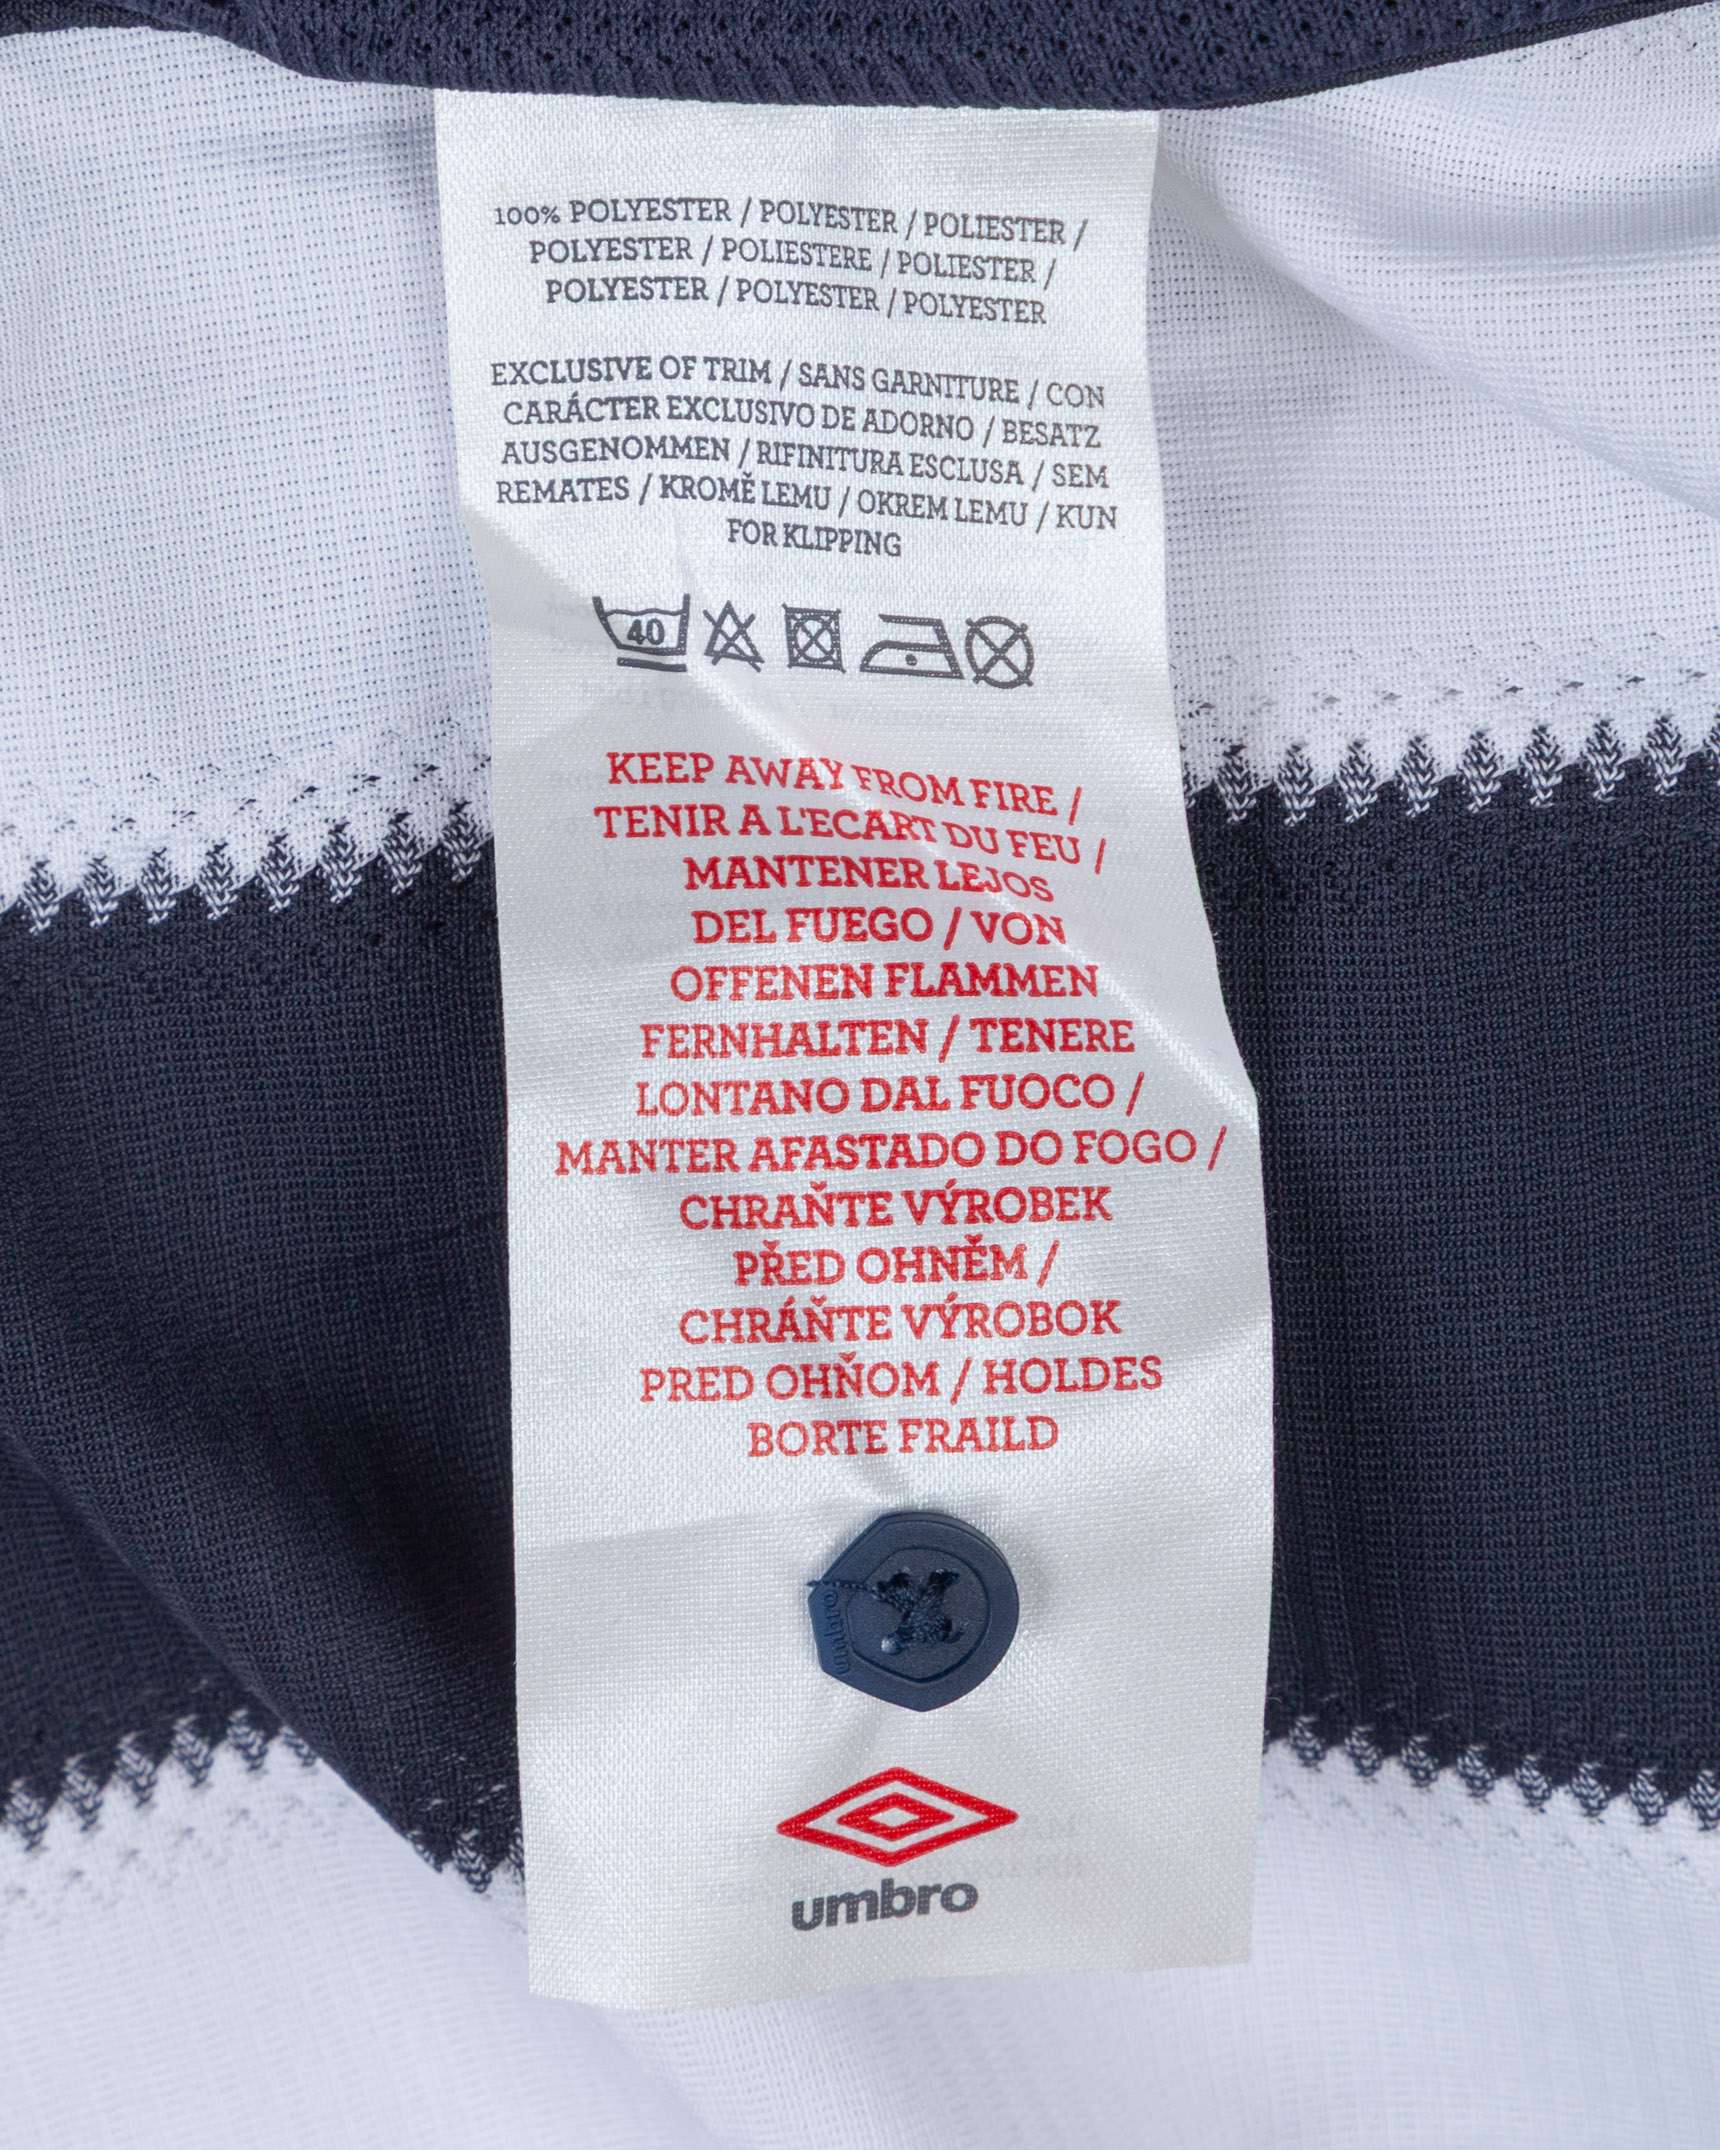 100% POLYESTER / POLYESTER / POLIESTER /
POLYESTER / POLIESTERE / POLIESTER /
POLYESTER / POLYESTER / POLYESTER
EXCLUSIVE OF TRIM / SANS GARNITURE / CON
CARÁCTER EXCLUSIVO DE ADORNO / BESATZ
AUSGENOMMEN / RIFINITURA ESCLUSA / SEM
REMATES / KROMĚ LEMU / OKREM LEMU / KUN
FOR KLIPPING
40
KEEP AWAY FROM FIRE /
TENIR A L'ECART DU FEU /
MANTENER LEJOS
DEL FUEGO / VON
OFFENEN FLAMMEN
FERNHALTEN / TENERE
LONTANO DAL FUOCO /
MANTER AFASTADO DO FOGO /
CHRAŇTE VÝROBEK
PŘED OHNĚM /
CHRÁŇTE VÝROBOK
PRED OHŇOM / HOLDES
BORTE FRAILD
umbro
umbro